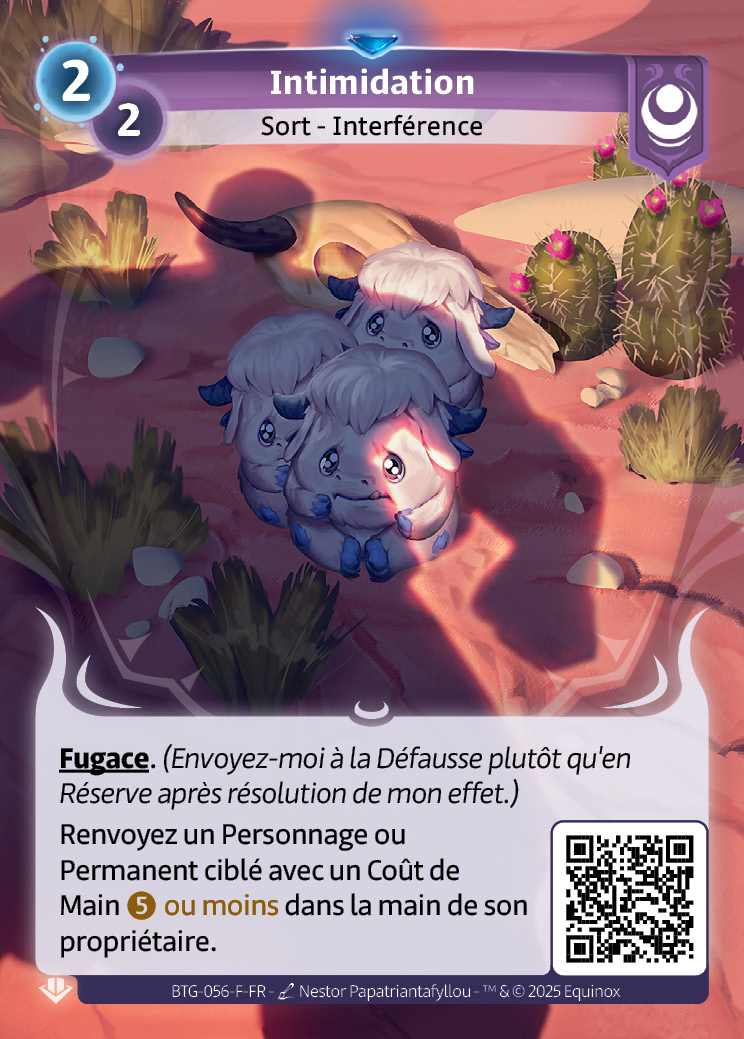 2
Intimidation
2
Sort - Interférence
Fugace. (Envoyez-moi à la Défausse plutôt qu'en
Réserve après résolution de mon effet.)
Renvoyez un Personnage ou
Permanent ciblé avec un Coût de
Main 5 ou moins dans la main de son
propriétaire.
BTG-056-F-FR - Nestor Papatriantafyllou - ™ & © 2025 Equinox